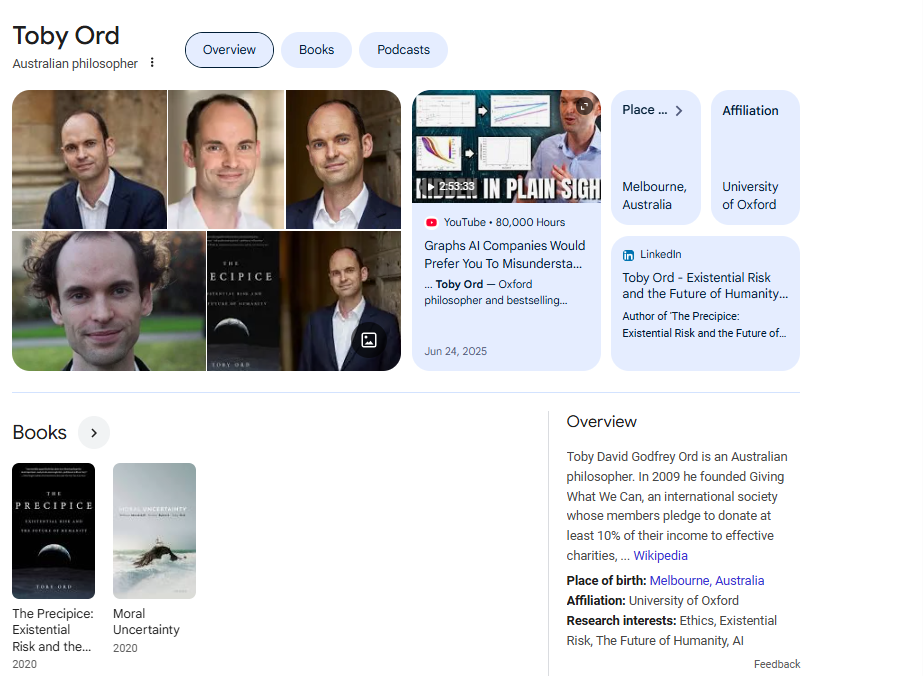 Toby Ord
Australian philosopher
Overview
Books
Podcasts
THE
ECIPICE
TOBY ORD
2:53:33
HIDDEN IN PLAIN SIGH
YouTube • 80,000 Hours
Graphs AI Companies Would
Prefer You To Misundersta...
... Toby Ord — Oxford
philosopher and bestselling...
Jun 24, 2025
Place ...
Melbourne,
Australia
Affiliation
University
of Oxford
LinkedIn
Toby Ord - Existential Risk
and the Future of Humanity...
Author of 'The Precipice:
Existential Risk and the Future of...
Books
THE
PRECIPICE
EXISTENTIAL RISK AND
THE FUTURE OF HUMANITY
TOBY ORD
The Precipice:
Existential
Risk and the...
2020
MORAL UNCERTAINTY
Moral
Uncertainty
2020
Overview
Toby David Godfrey Ord is an Australian
philosopher. In 2009 he founded Giving
What We Can, an international society
whose members pledge to donate at
least 10% of their income to effective
charities, ... Wikipedia
Place of birth: Melbourne, Australia
Affiliation: University of Oxford
Research interests: Ethics, Existential
Risk, The Future of Humanity, AI
Feedback